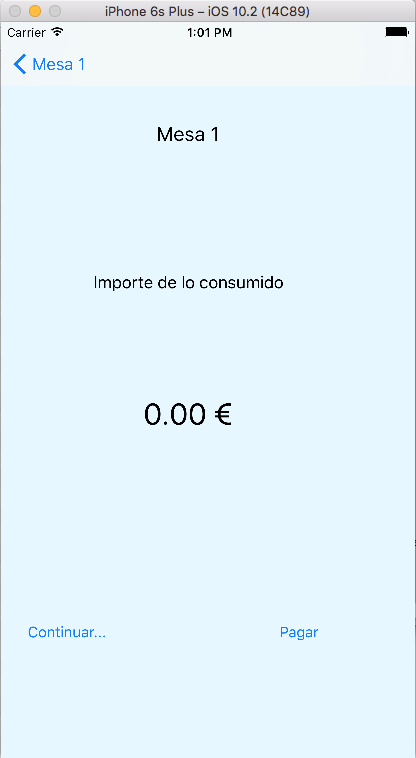 iPhone 6s Plus – iOS 10.2 (14C89)
Carrier 1:01 PM
Mesa 1
Mesa 1
Importe de lo consumido
0.00 €
Continuar... Pagar